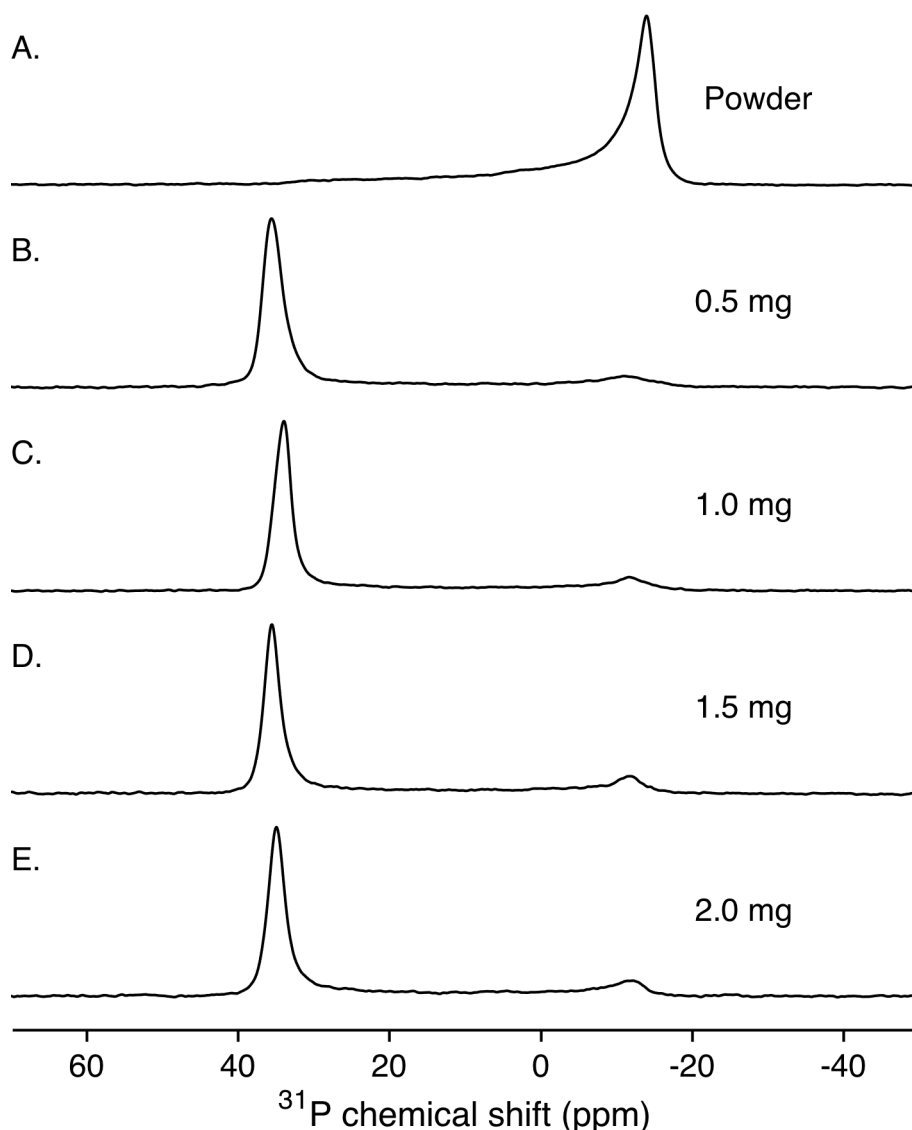 A.
Powder
B.
0.5 mg
C.
1.0 mg
D.
1.5 mg
E.
2.0 mg
60 40 20 0 -20 -40
³¹P chemical shift (ppm)